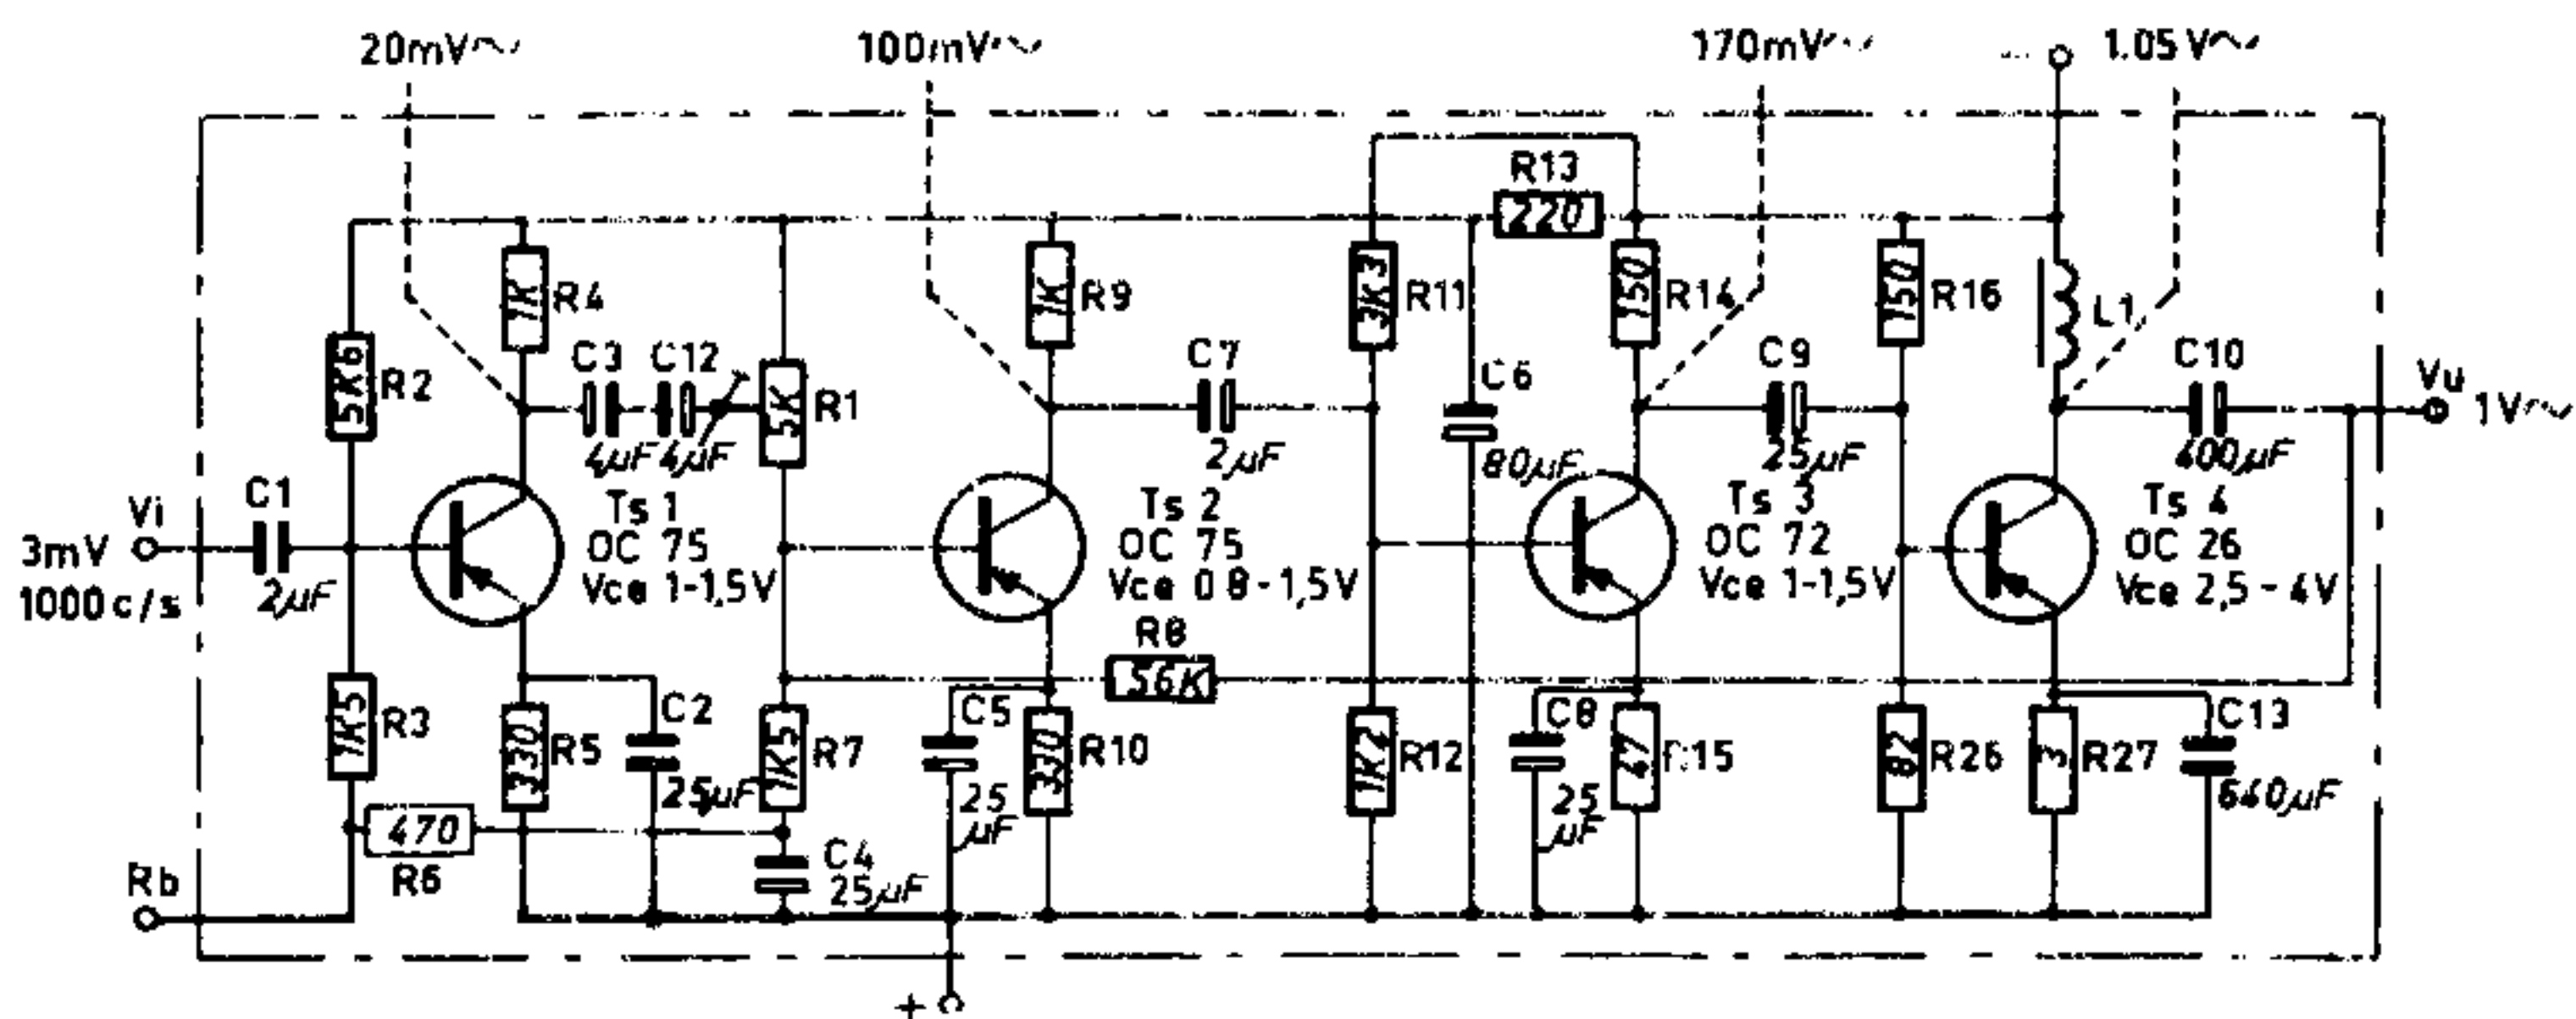 20mV~ 100mV~ 170mV~ 1.05V~
R13
220
1K R4
1K R9
3K3 R11
150 R14
150 R16
L1
5K6 R2
C3 C12
4µF 4µF
5K R1
C7
2µF
C6
80µF
C9
25µF
C10
400µF
Vu
1V~
Vi
3mV
1000 c/s
C1
2µF
Ts 1
OC 75
Vce 1-1,5V
Ts 2
OC 75
Vce 0 8-1,5V
Ts 3
OC 72
Vce 1-1,5V
Ts 4
OC 26
Vce 2,5-4V
R8
56K
1K5 R3
330 R5
C2
25µF
1K5 R7
C5
25
µF
330 R10
1K2 R12
C8
25
µF
47 R15
82 R26
3 R27
C13
640µF
470
R6
C4
25µF
Rb
+